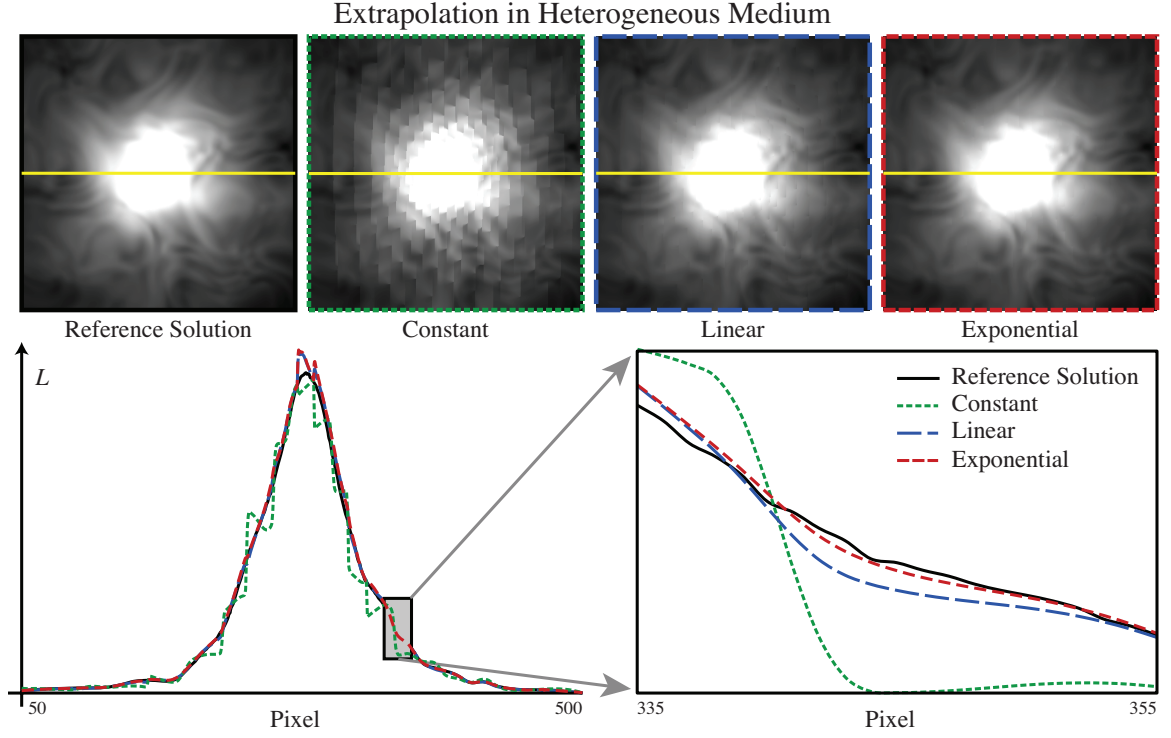 Extrapolation in Heterogeneous Medium
Reference Solution
Constant
Linear
Exponential
L
50
500
Pixel
Reference Solution
Constant
Linear
Exponential
335
355
Pixel